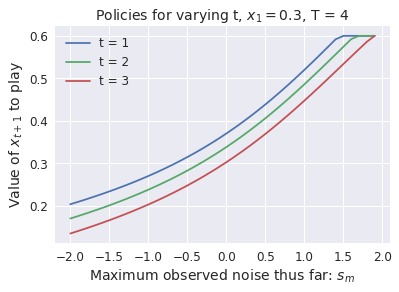 Policies for varying t, x₁ = 0.3, T = 4
Value of xₜ₊₁ to play
0.6
0.5
0.4
0.3
0.2
t = 1
t = 2
t = 3
−2.0 −1.5 −1.0 −0.5 0.0 0.5 1.0 1.5 2.0
Maximum observed noise thus far: sₘ